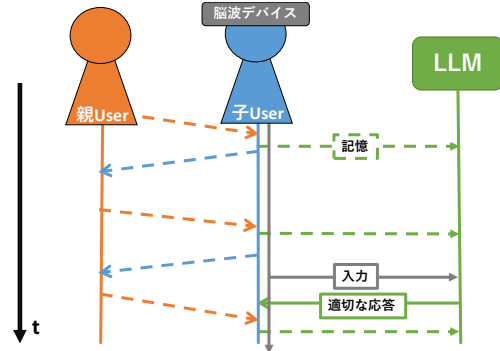 脳波デバイス
親User
子User
LLM
記憶
入力
適切な応答
t